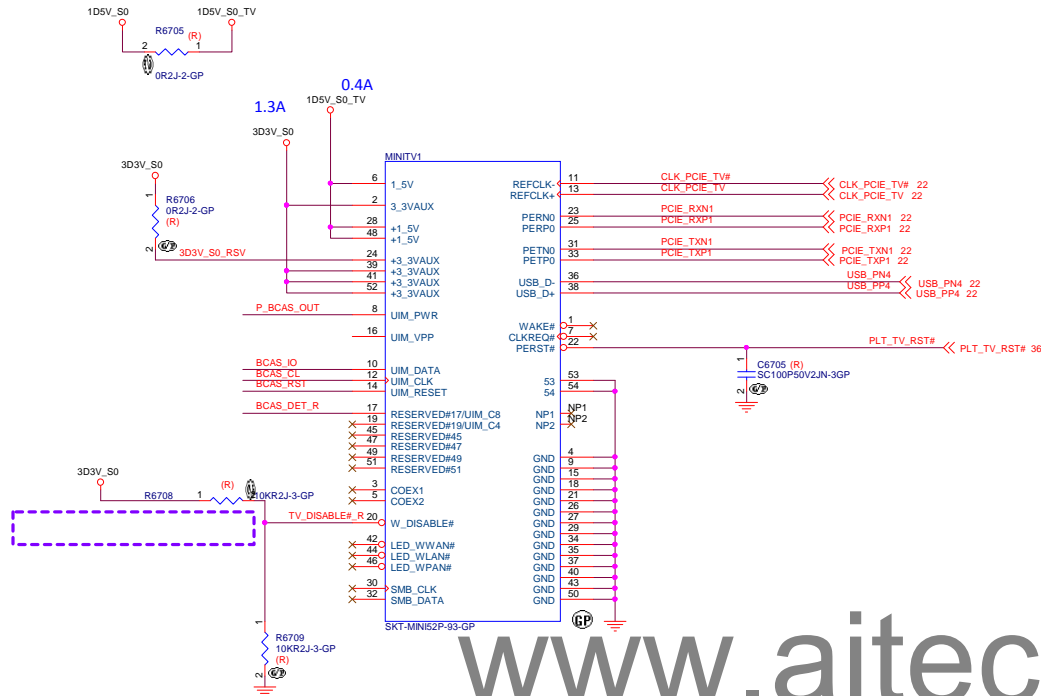 1D5V_S0 1D5V_S0_TV
R6705 (R)
2 1
0R2J-2-GP
0.4A
1D5V_S0_TV
1.3A
3D3V_S0
3D3V_S0
1
R6706
0R2J-2-GP
(R)
2
G/P
3D3V_S0_RSV
MINITV1
6 1_5V
2 3_3VAUX
28 +1_5V
48 +1_5V
24 +3_3VAUX
39 +3_3VAUX
41 +3_3VAUX
52 +3_3VAUX
P_BCAS_OUT 8 UIM_PWR
16 UIM_VPP
BCAS_IO 10 UIM_DATA
BCAS_CL 12 UIM_CLK
BCAS_RST 14 UIM_RESET
BCAS_DET_R 17 RESERVED#17/UIM_C8
19 RESERVED#19/UIM_C4
45 RESERVED#45
47 RESERVED#47
49 RESERVED#49
51 RESERVED#51
3 COEX1
5 COEX2
TV_DISABLE#_R 20 W_DISABLE#
42 LED_WWAN#
44 LED_WLAN#
46 LED_WPAN#
30 SMB_CLK
32 SMB_DATA
SKT-MINI52P-93-GP
GP
REFCLK- 11 CLK_PCIE_TV# CLK_PCIE_TV# 22
REFCLK+ 13 CLK_PCIE_TV CLK_PCIE_TV 22
PERN0 23 PCIE_RXN1 PCIE_RXN1 22
PERP0 25 PCIE_RXP1 PCIE_RXP1 22
PETN0 31 PCIE_TXN1 PCIE_TXN1 22
PETP0 33 PCIE_TXP1 PCIE_TXP1 22
USB_D- 36 USB_PN4 USB_PN4 22
USB_D+ 38 USB_PP4 USB_PP4 22
WAKE# 1
CLKREQ# 7
PERST# 22 PLT_TV_RST# PLT_TV_RST# 36
1
C6705 (R)
SC100P50V2JN-3GP
2
G/P
53 53
54 54
NP1 NP1
NP2 NP2
GND 4
GND 9
GND 15
GND 18
GND 21
GND 26
GND 27
GND 29
GND 34
GND 35
GND 37
GND 40
GND 43
GND 50
3D3V_S0
(R)
R6708 1 2 10KR2J-3-GP
1
R6709
10KR2J-3-GP
(R)
2
G/P
www.aitec